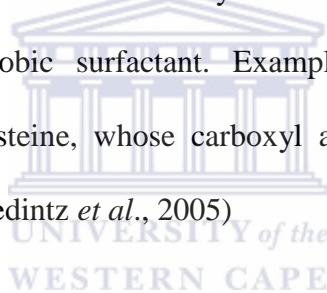 obic surfactant. Exampl
steine, whose carboxyl a
edintz et al., 2005)
UNIVERSITY of the
WESTERN CAPE